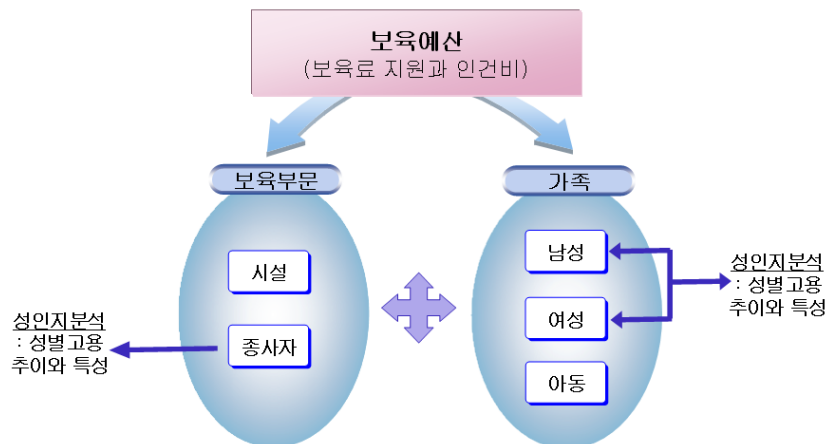 보육예산
(보육료 지원과 인건비)
보육부문
시설
종사자
성인지분석
: 성별고용
추이와 특성
가족
남성
여성
아동
성인지분석
: 성별고용
추이와 특성